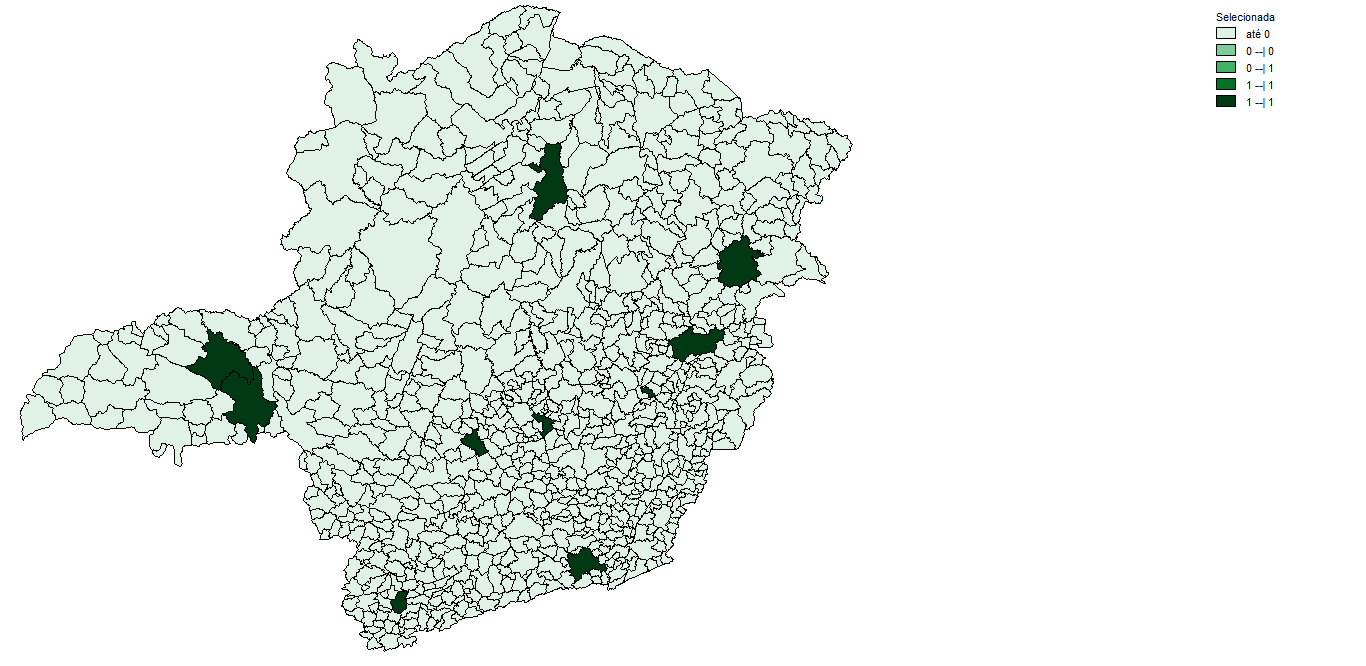 Selecionada
até 0
0 --| 0
0 --| 1
1 --| 1
1 --| 1